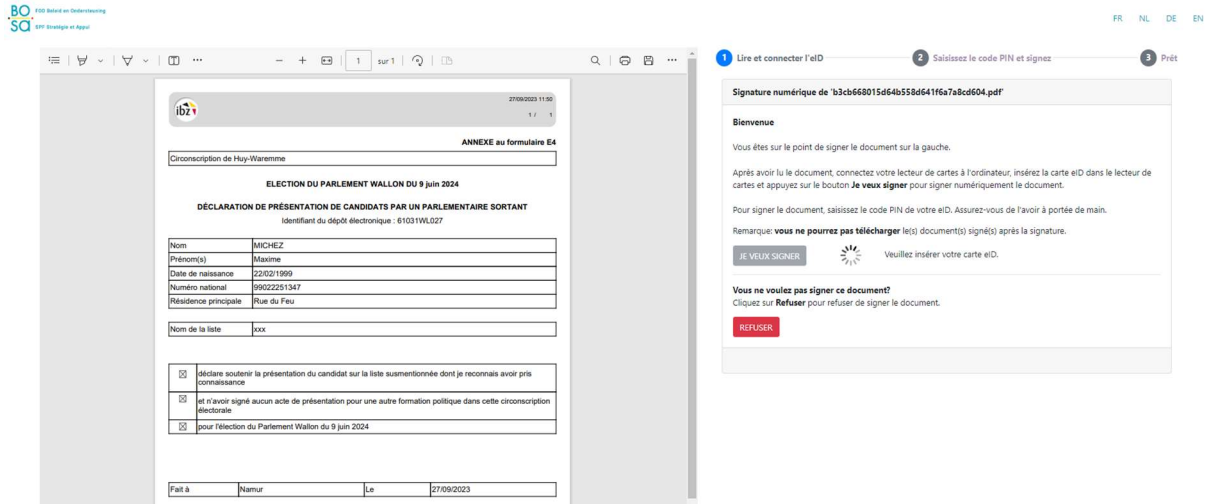 BOSA
FOD Beleid en Ondersteuning
SPF Stratégie et Appui
FR NL DE EN
1 sur 1
ibz
27/09/2023 11:50
1 / 1
ANNEXE au formulaire E4
Circonscription de Huy-Waremme
ELECTION DU PARLEMENT WALLON DU 9 juin 2024
DÉCLARATION DE PRÉSENTATION DE CANDIDATS PAR UN PARLEMENTAIRE SORTANT
Identifiant du dépôt électronique : 61031WL027
Nom MICHEZ
Prénom(s) Maxime
Date de naissance 22/02/1999
Numéro national 99022251347
Résidence principale Rue du Feu
Nom de la liste xxx
déclare soutenir la présentation du candidat sur la liste susmentionnée dont je reconnais avoir pris
connaissance
et n'avoir signé aucun acte de présentation pour une autre formation politique dans cette circonscription
électorale
pour l'élection du Parlement Wallon du 9 juin 2024
Fait à Namur Le 27/09/2023
1 Lire et connecter l'eID 2 Saisissez le code PIN et signez 3 Prêt
Signature numérique de 'b3cb668015d64b558d641f6a7a8cd604.pdf'
Bienvenue
Vous êtes sur le point de signer le document sur la gauche.
Après avoir lu le document, connectez votre lecteur de cartes à l'ordinateur, insérez la carte eID dans le lecteur de
cartes et appuyez sur le bouton Je veux signer pour signer numériquement le document.
Pour signer le document, saisissez le code PIN de votre eID. Assurez-vous de l'avoir à portée de main.
Remarque: vous ne pourrez pas télécharger le(s) document(s) signé(s) après la signature.
JE VEUX SIGNER Veuillez insérer votre carte eID.
Vous ne voulez pas signer ce document?
Cliquez sur Refuser pour refuser de signer le document.
REFUSER